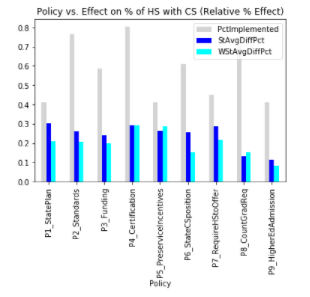 Policy vs. Effect on % of HS with CS (Relative % Effect)
PctImplemented
StAvgDiffPct
WStAvgDiffPct
0.8
0.7
0.6
0.5
0.4
0.3
0.2
0.1
0.0
P1_StatePlan
P2_Standards
P3_Funding
P4_Certification
P5_PreserviceIncentives
P6_StateCSposition
P7_RequireHStoOffer
P8_CountGradReq
P9_HigherEdAdmission
Policy